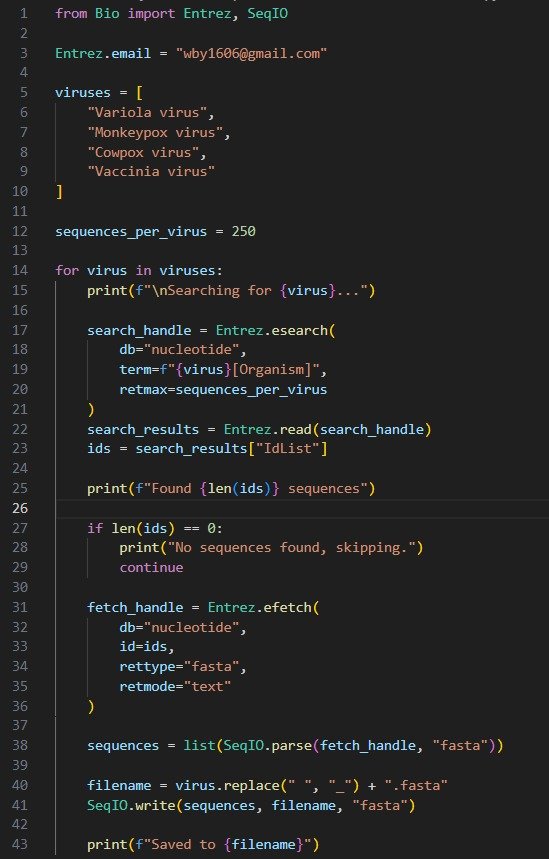 1 from Bio import Entrez, SeqIO
2
3 Entrez.email = "wby1606@gmail.com"
4
5 viruses = [
6     "Variola virus",
7     "Monkeypox virus",
8     "Cowpox virus",
9     "Vaccinia virus"
10 ]
11
12 sequences_per_virus = 250
13
14 for virus in viruses:
15     print(f"\nSearching for {virus}...")
16
17     search_handle = Entrez.esearch(
18         db="nucleotide",
19         term=f"{virus}[Organism]",
20         retmax=sequences_per_virus
21     )
22     search_results = Entrez.read(search_handle)
23     ids = search_results["IdList"]
24
25     print(f"Found {len(ids)} sequences")
26
27     if len(ids) == 0:
28         print("No sequences found, skipping.")
29         continue
30
31     fetch_handle = Entrez.efetch(
32         db="nucleotide",
33         id=ids,
34         rettype="fasta",
35         retmode="text"
36     )
37
38     sequences = list(SeqIO.parse(fetch_handle, "fasta"))
39
40     filename = virus.replace(" ", "_") + ".fasta"
41     SeqIO.write(sequences, filename, "fasta")
42
43     print(f"Saved to {filename}")